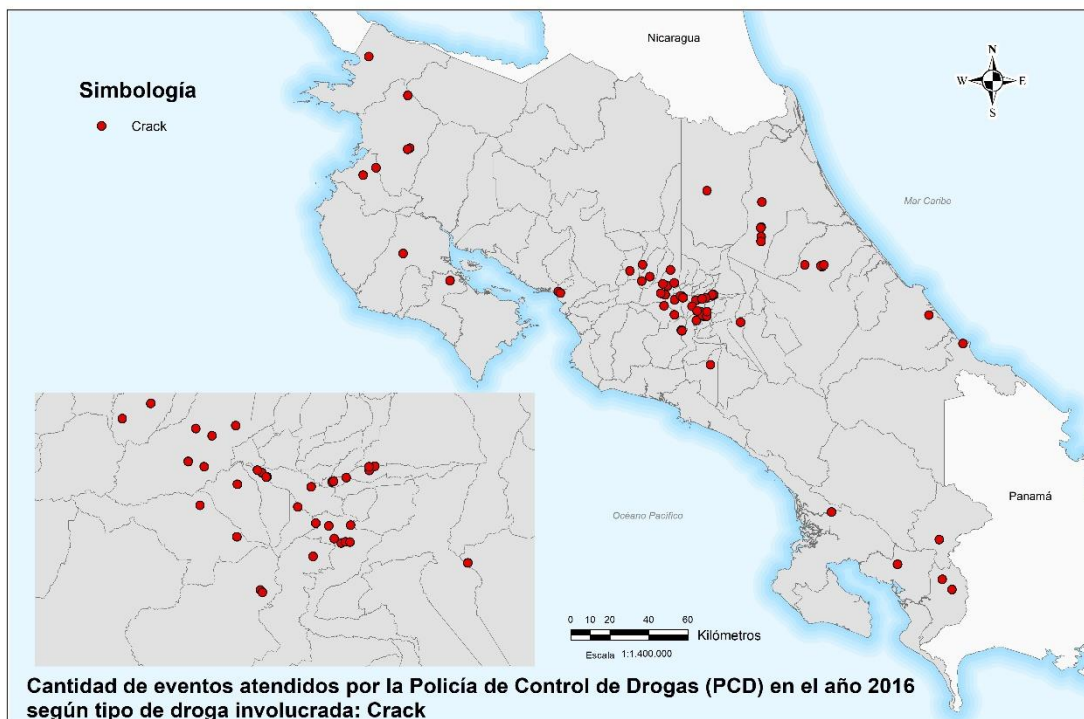 Nicaragua
N
W E
S
Simbología
Crack
Mar Caribe
Panamá
Océano Pacífico
0 10 20 40 60
Kilómetros
Escala 1:1.400.000
Cantidad de eventos atendidos por la Policía de Control de Drogas (PCD) en el año 2016
según tipo de droga involucrada: Crack